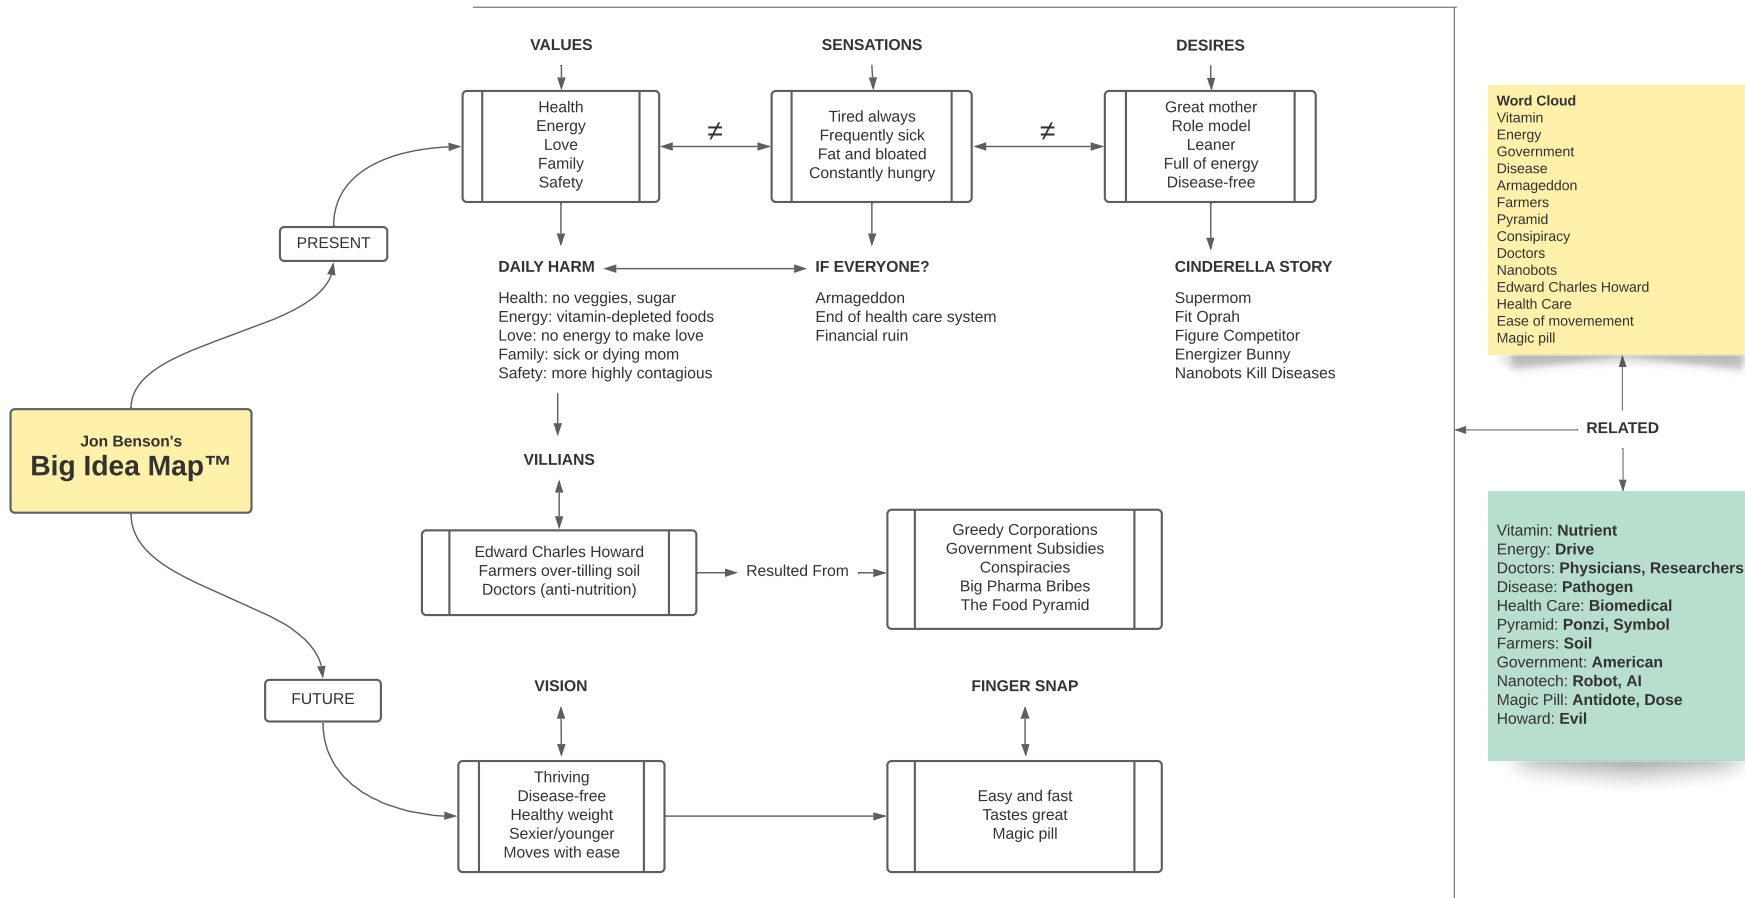 VALUES
SENSATIONS
DESIRES
Health
Energy
Love
Family
Safety
≠
Tired always
Frequently sick
Fat and bloated
Constantly hungry
≠
Great mother
Role model
Leaner
Full of energy
Disease-free
PRESENT
DAILY HARM
Health: no veggies, sugar
Energy: vitamin-depleted foods
Love: no energy to make love
Family: sick or dying mom
Safety: more highly contagious
IF EVERYONE?
Armageddon
End of health care system
Financial ruin
CINDERELLA STORY
Supermom
Fit Oprah
Figure Competitor
Energizer Bunny
Nanobots Kill Diseases
Jon Benson's
Big Idea Map™
VILLIANS
Edward Charles Howard
Farmers over-tilling soil
Doctors (anti-nutrition)
Resulted From
Greedy Corporations
Government Subsidies
Conspiracies
Big Pharma Bribes
The Food Pyramid
FUTURE
VISION
Thriving
Disease-free
Healthy weight
Sexier/younger
Moves with ease
FINGER SNAP
Easy and fast
Tastes great
Magic pill
Word Cloud
Vitamin
Energy
Government
Disease
Armageddon
Farmers
Pyramid
Consipiracy
Doctors
Nanobots
Edward Charles Howard
Health Care
Ease of movemement
Magic pill
RELATED
Vitamin: Nutrient
Energy: Drive
Doctors: Physicians, Researchers
Disease: Pathogen
Health Care: Biomedical
Pyramid: Ponzi, Symbol
Farmers: Soil
Government: American
Nanotech: Robot, AI
Magic Pill: Antidote, Dose
Howard: Evil